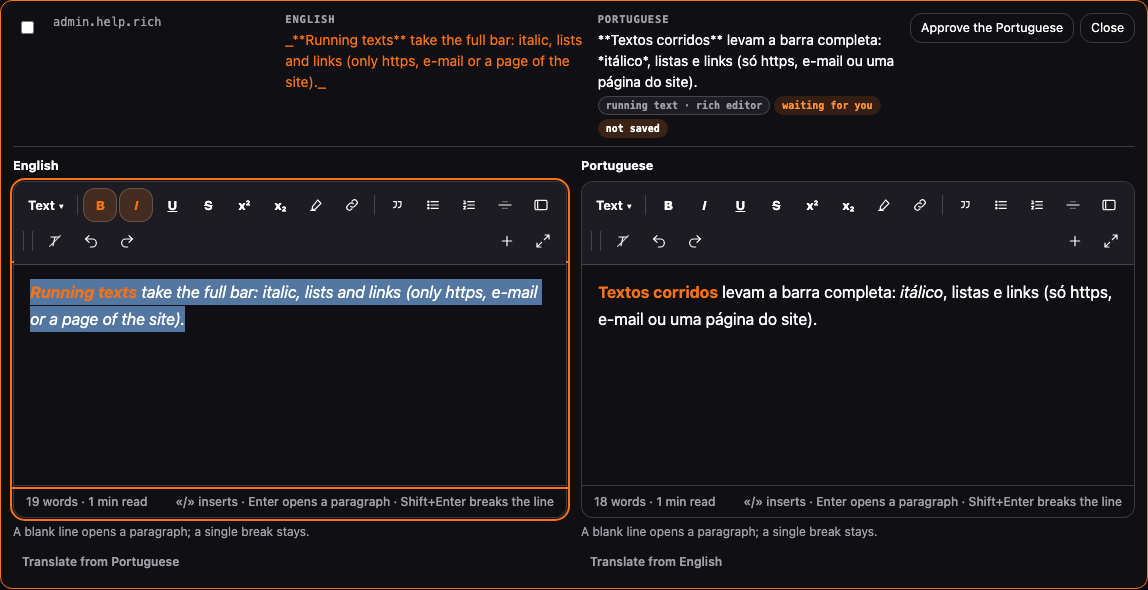 admin.help.rich
ENGLISH
_**Running texts** take the full bar: italic, lists
and links (only https, e-mail or a page of the
site)._
PORTUGUESE
**Textos corridos** levam a barra completa:
*itálico*, listas e links (só https, e-mail ou uma
página do site).
running text · rich editor
waiting for you
not saved
Approve the Portuguese
Close
English
Text
B I U S x² x₂
Running texts take the full bar: italic, lists and links (only https, e-mail
or a page of the site).
19 words · 1 min read
</> inserts · Enter opens a paragraph · Shift+Enter breaks the line
A blank line opens a paragraph; a single break stays.
Translate from Portuguese
Portuguese
Text
B I U S x² x₂
Textos corridos levam a barra completa: itálico, listas e links (só https,
e-mail ou uma página do site).
18 words · 1 min read
</> inserts · Enter opens a paragraph · Shift+Enter breaks the line
A blank line opens a paragraph; a single break stays.
Translate from English